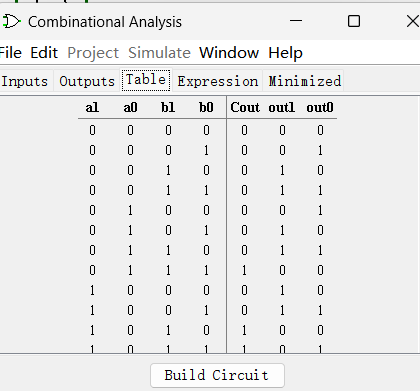 Combinational Analysis
File Edit Project Simulate Window Help
Inputs Outputs Table Expression Minimized
a1 a0 b1 b0 Cout out1 out0
0 0 0 0 0 0 0
0 0 0 1 0 0 1
0 0 1 0 0 1 0
0 0 1 1 0 1 1
0 1 0 0 0 0 1
0 1 0 1 0 1 0
0 1 1 0 0 1 1
0 1 1 1 1 0 0
1 0 0 0 0 1 0
1 0 0 1 0 1 1
1 0 1 0 1 0 0
1 0 1 1 1 0 1
Build Circuit